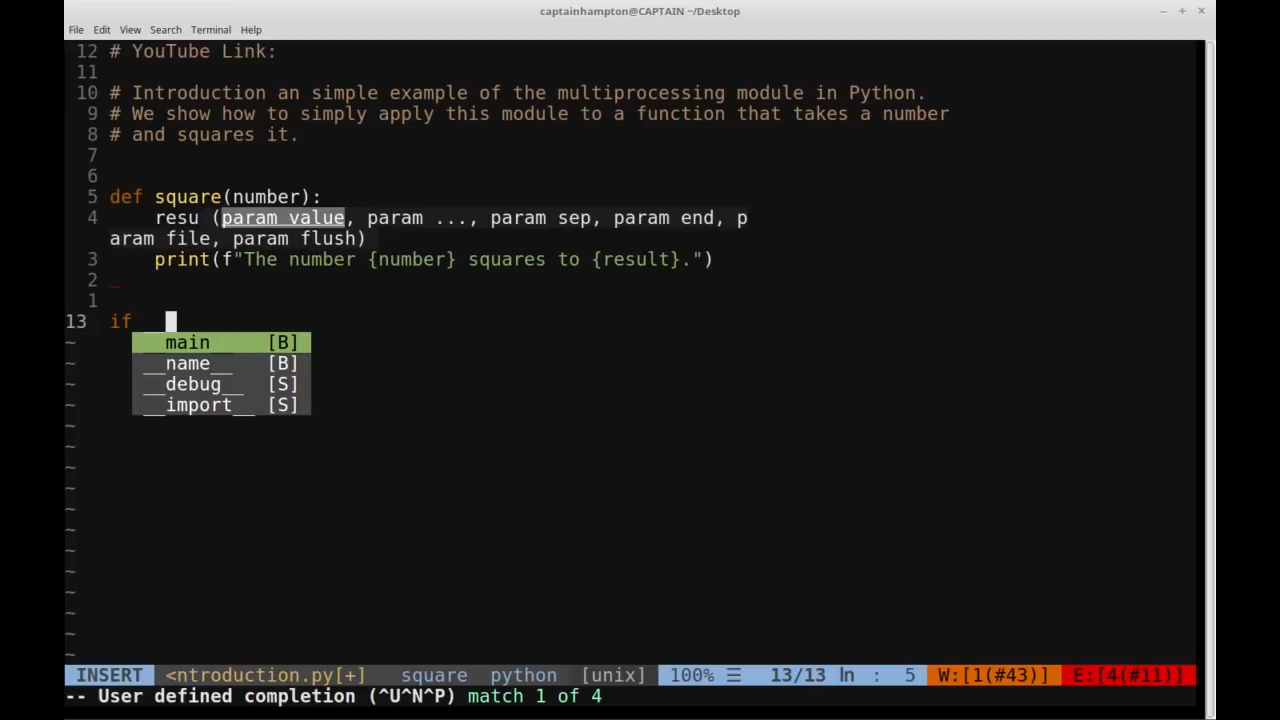 captainhampton@CAPTAIN ~/Desktop
File Edit View Search Terminal Help
12 # YouTube Link:
11
10 # Introduction an simple example of the multiprocessing module in Python.
9 # We show how to simply apply this module to a function that takes a number
8 # and squares it.
7
6
5 def square(number):
4 resu (param value, param ..., param sep, param end, p
aram file, param flush)
3 print(f"The number {number} squares to {result}.")
2 _
1
13 if __
~ __main__ [B]
~ __name__ [B]
~ __debug__ [S]
~ __import__ [S]
~
~
~
~
~
~
~
~
~
~
~
~
INSERT <ntroduction.py[+] square python [unix] 100% ☰ 13/13 ln : 5 W:[1(#43)] E:[4(#11)]
-- User defined completion (^U^N^P) match 1 of 4